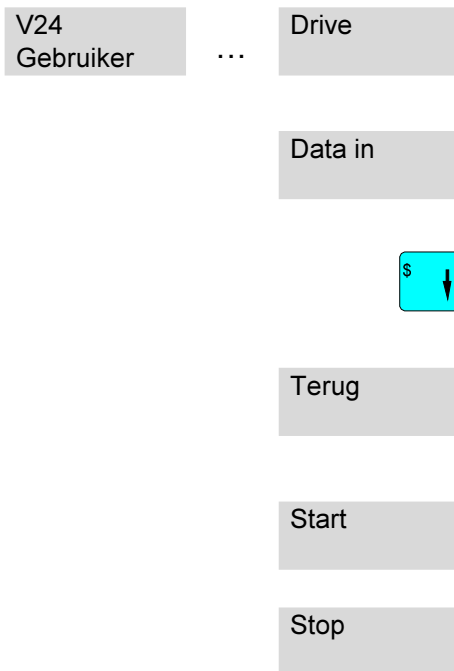 V24
Gebruiker
...
Drive
Data in
$
Terug
Start
Stop